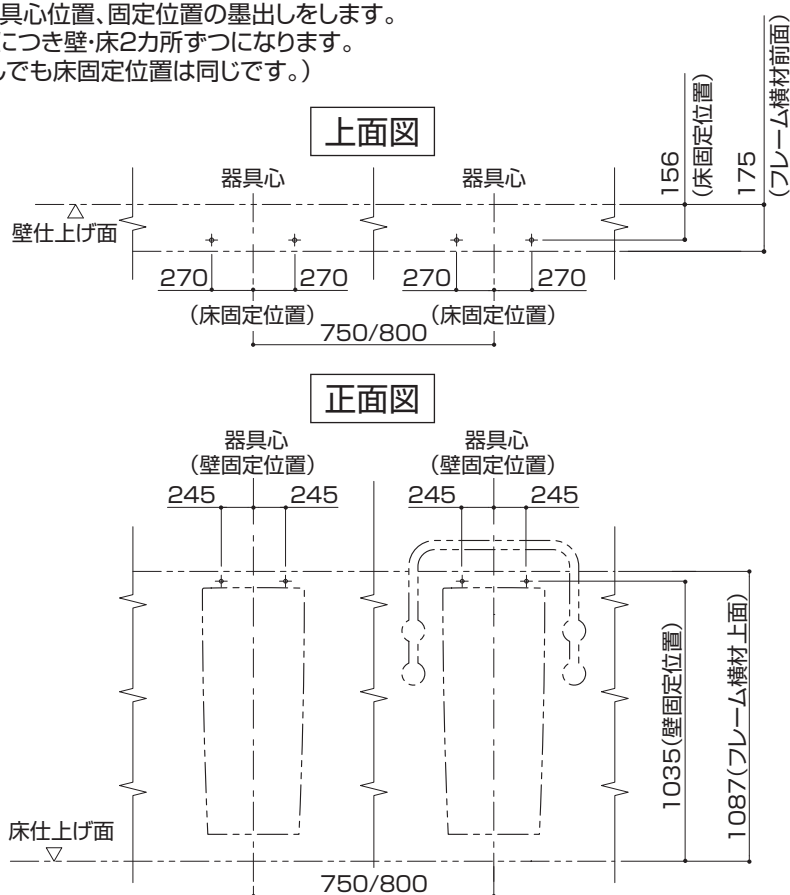 具心位置、固定位置の墨出しをします。
につき壁・床2カ所ずつになります。
しでも床固定位置は同じです。)
上面図
156
(床固定位置)
175
(フレーム横材前面)
器具心
器具心
壁仕上げ面
270
270
270
270
(床固定位置)
(床固定位置)
750/800
正面図
器具心
(壁固定位置)
器具心
(壁固定位置)
245
245
245
245
1035(壁固定位置)
1087(フレーム横材上面)
床仕上げ面
750/800